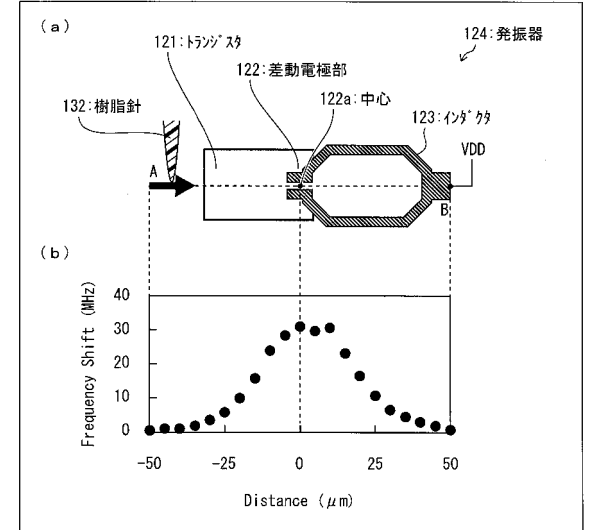 (a)
124:発振器
121:トランジスタ
122:差動電極部
122a:中心
132:樹脂針
123:インダクタ
VDD
A
B
(b)
Frequency Shift (MHz)
40
30
20
10
0
-50 -25 0 25 50
Distance (μm)